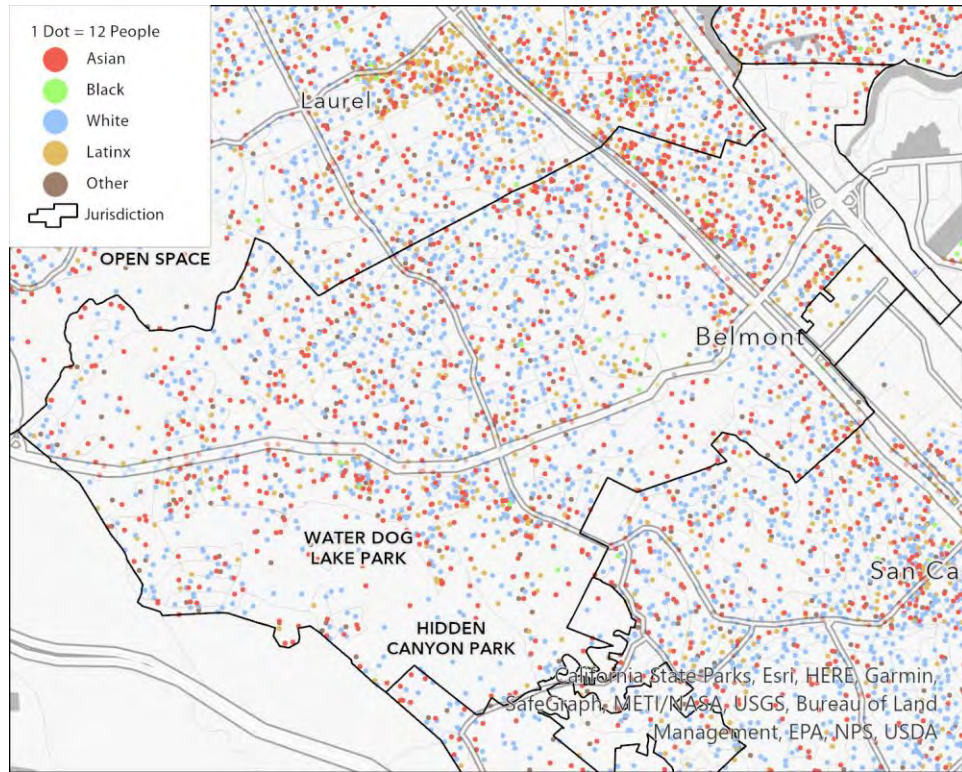 1 Dot = 12 People
Asian
Black
White
Latinx
Other
Jurisdiction
Laurel
OPEN SPACE
Belmont
WATER DOG
LAKE PARK
San Ca
HIDDEN
CANYON PARK
California State Parks, Esri, HERE, Garmin,
SafeGraph, METI/NASA, USGS, Bureau of Land
Management, EPA, NPS, USDA